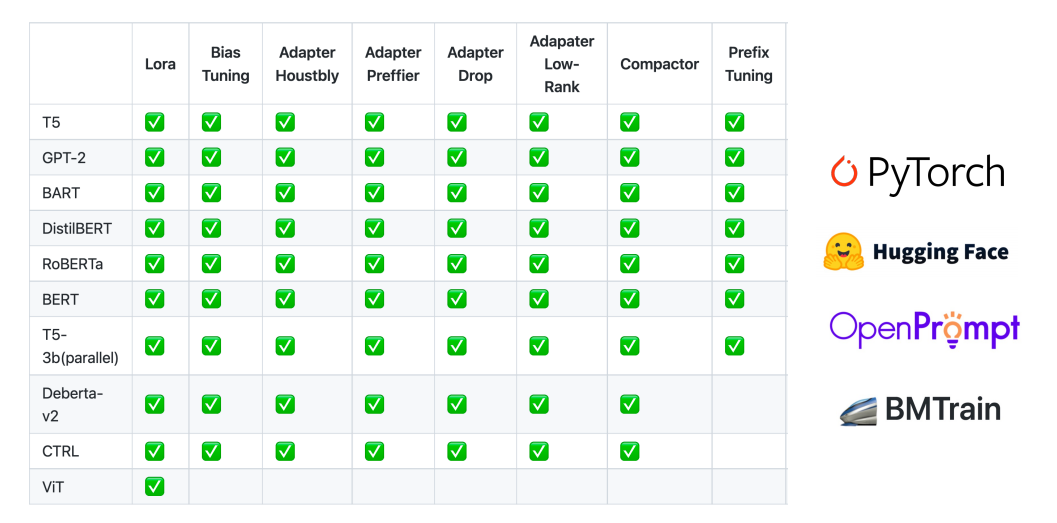 Lora Bias Tuning Adapter Houstbly Adapter Preffier Adapter Drop Adapater Low-Rank Compactor Prefix Tuning
T5 ✅ ✅ ✅ ✅ ✅ ✅ ✅ ✅
GPT-2 ✅ ✅ ✅ ✅ ✅ ✅ ✅ ✅
BART ✅ ✅ ✅ ✅ ✅ ✅ ✅ ✅
DistilBERT ✅ ✅ ✅ ✅ ✅ ✅ ✅ ✅
RoBERTa ✅ ✅ ✅ ✅ ✅ ✅ ✅ ✅
BERT ✅ ✅ ✅ ✅ ✅ ✅ ✅ ✅
T5-3b(parallel) ✅ ✅ ✅ ✅ ✅ ✅ ✅ ✅
Deberta-v2 ✅ ✅ ✅ ✅ ✅ ✅ ✅
CTRL ✅ ✅ ✅ ✅ ✅ ✅ ✅
ViT ✅
PyTorch
Hugging Face
OpenPrompt
BMTrain